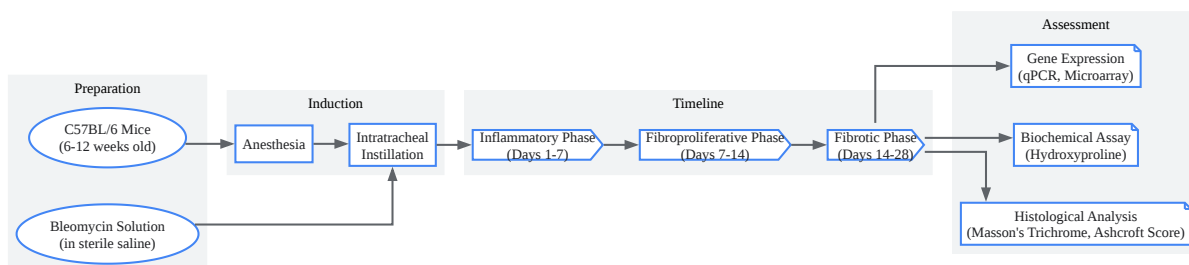 Preparation
C57BL/6 Mice
(6-12 weeks old)
Bleomycin Solution
(in sterile saline)
Induction
Anesthesia
Intratracheal
Instillation
Timeline
Inflammatory Phase
(Days 1-7)
Fibroproliferative Phase
(Days 7-14)
Fibrotic Phase
(Days 14-28)
Assessment
Gene Expression
(qPCR, Microarray)
Biochemical Assay
(Hydroxyproline)
Histological Analysis
(Masson's Trichrome, Ashcroft Score)